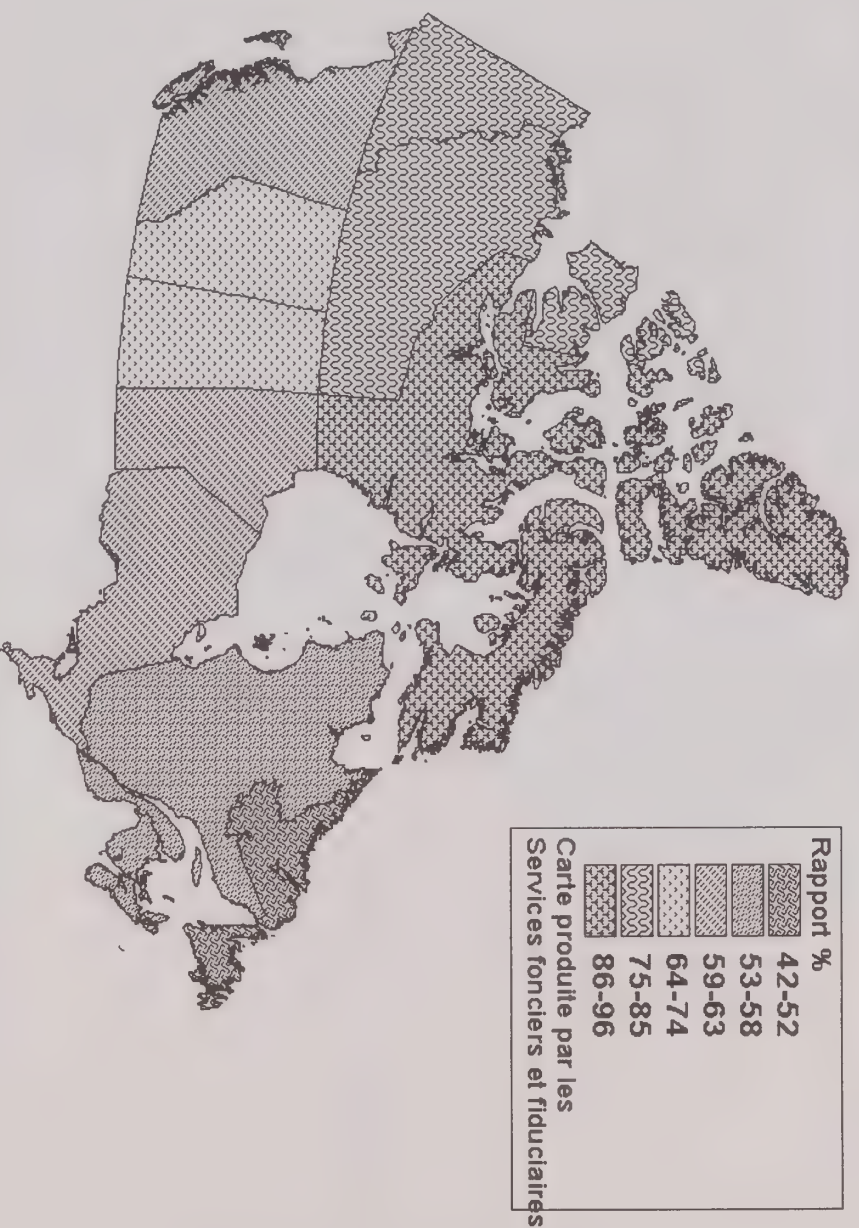 Rapport %
42-52
53-58
59-63
64-74
75-85
86-96
Carte produite par les
Services fonciers et fiduciaires